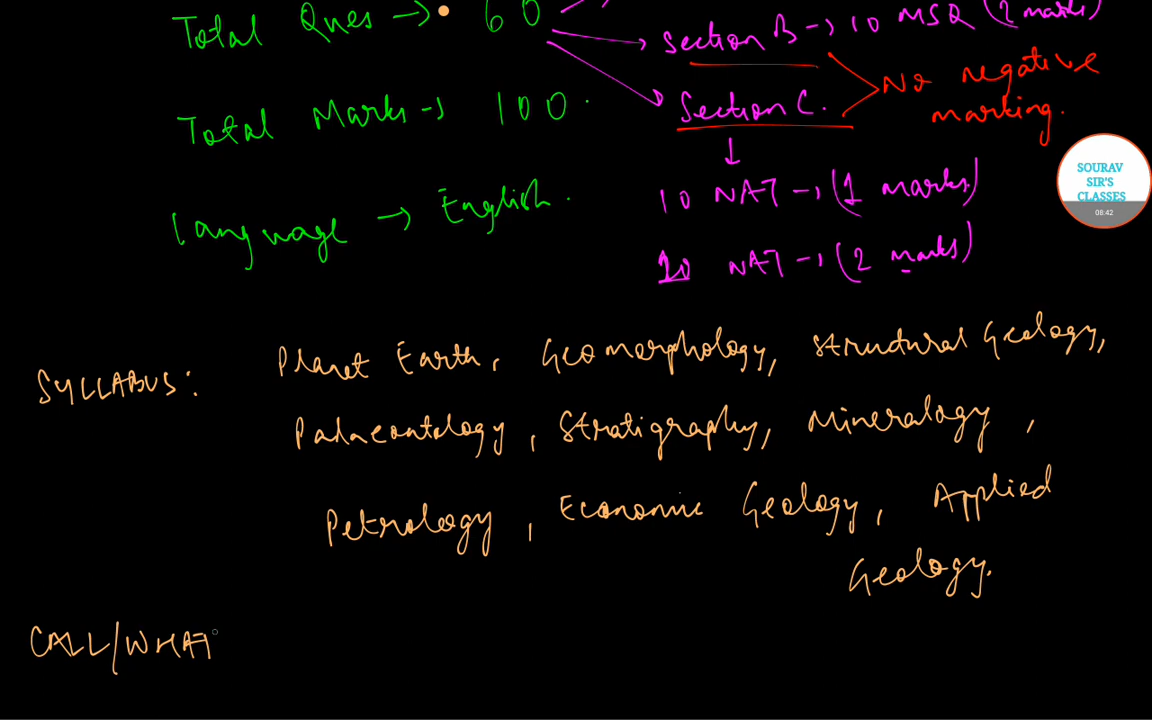 Total Ques → 60
Section B → 10 MSQ (2 marks)
Total Marks → 100.
Section C.
No negative
marking.
SOURAV
SIR'S
CLASSES
08:42
10 NAT → (1 marks)
Language → English.
10 NAT → (2 marks)
SYLLABUS: Planet Earth, Geomorphology, Structural Geology,
Palaeontology, Stratigraphy, Mineralogy,
Petrology, Economic Geology, Applied
Geology.
CALL/WHAT